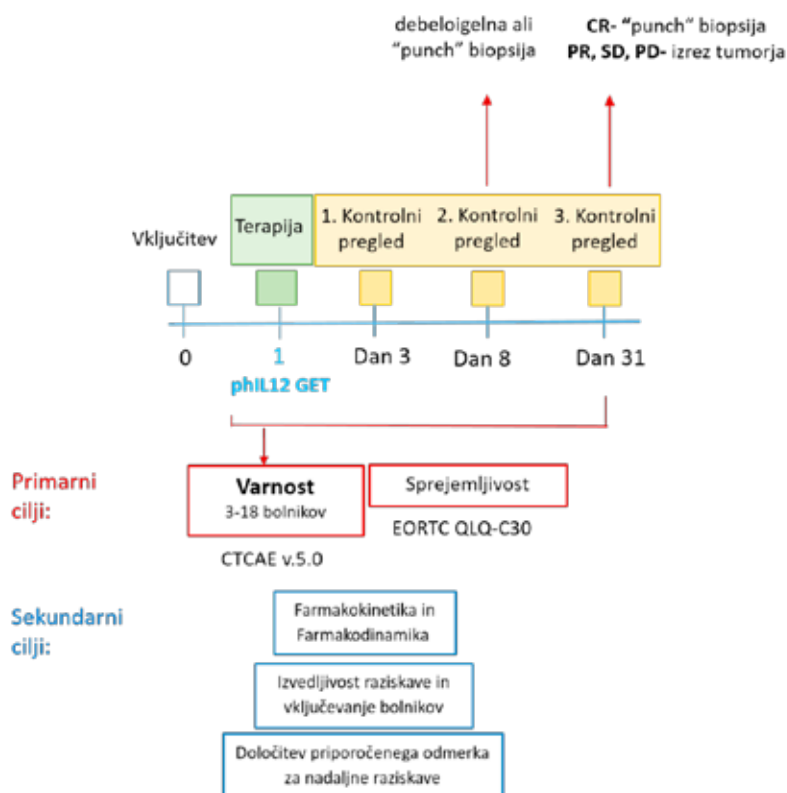 debeloigelna ali
“punch” biopsija
CR- “punch” biopsija
PR, SD, PD- izrez tumorja
Vključitev
Terapija
1. Kontrolni
pregled
2. Kontrolni
pregled
3. Kontrolni
pregled
0
1
Dan 3
Dan 8
Dan 31
phIL12 GET
Primarni
cilji:
Varnost
3-18 bolnikov
CTCAE v.5.0
Sprejemljivost
EORTC QLQ-C30
Sekundarni
cilji:
Farmakokinetika in
Farmakodinamika
Izvedljivost raziskave in
vključevanje bolnikov
Določitev priporočenega odmerka
za nadaljne raziskave